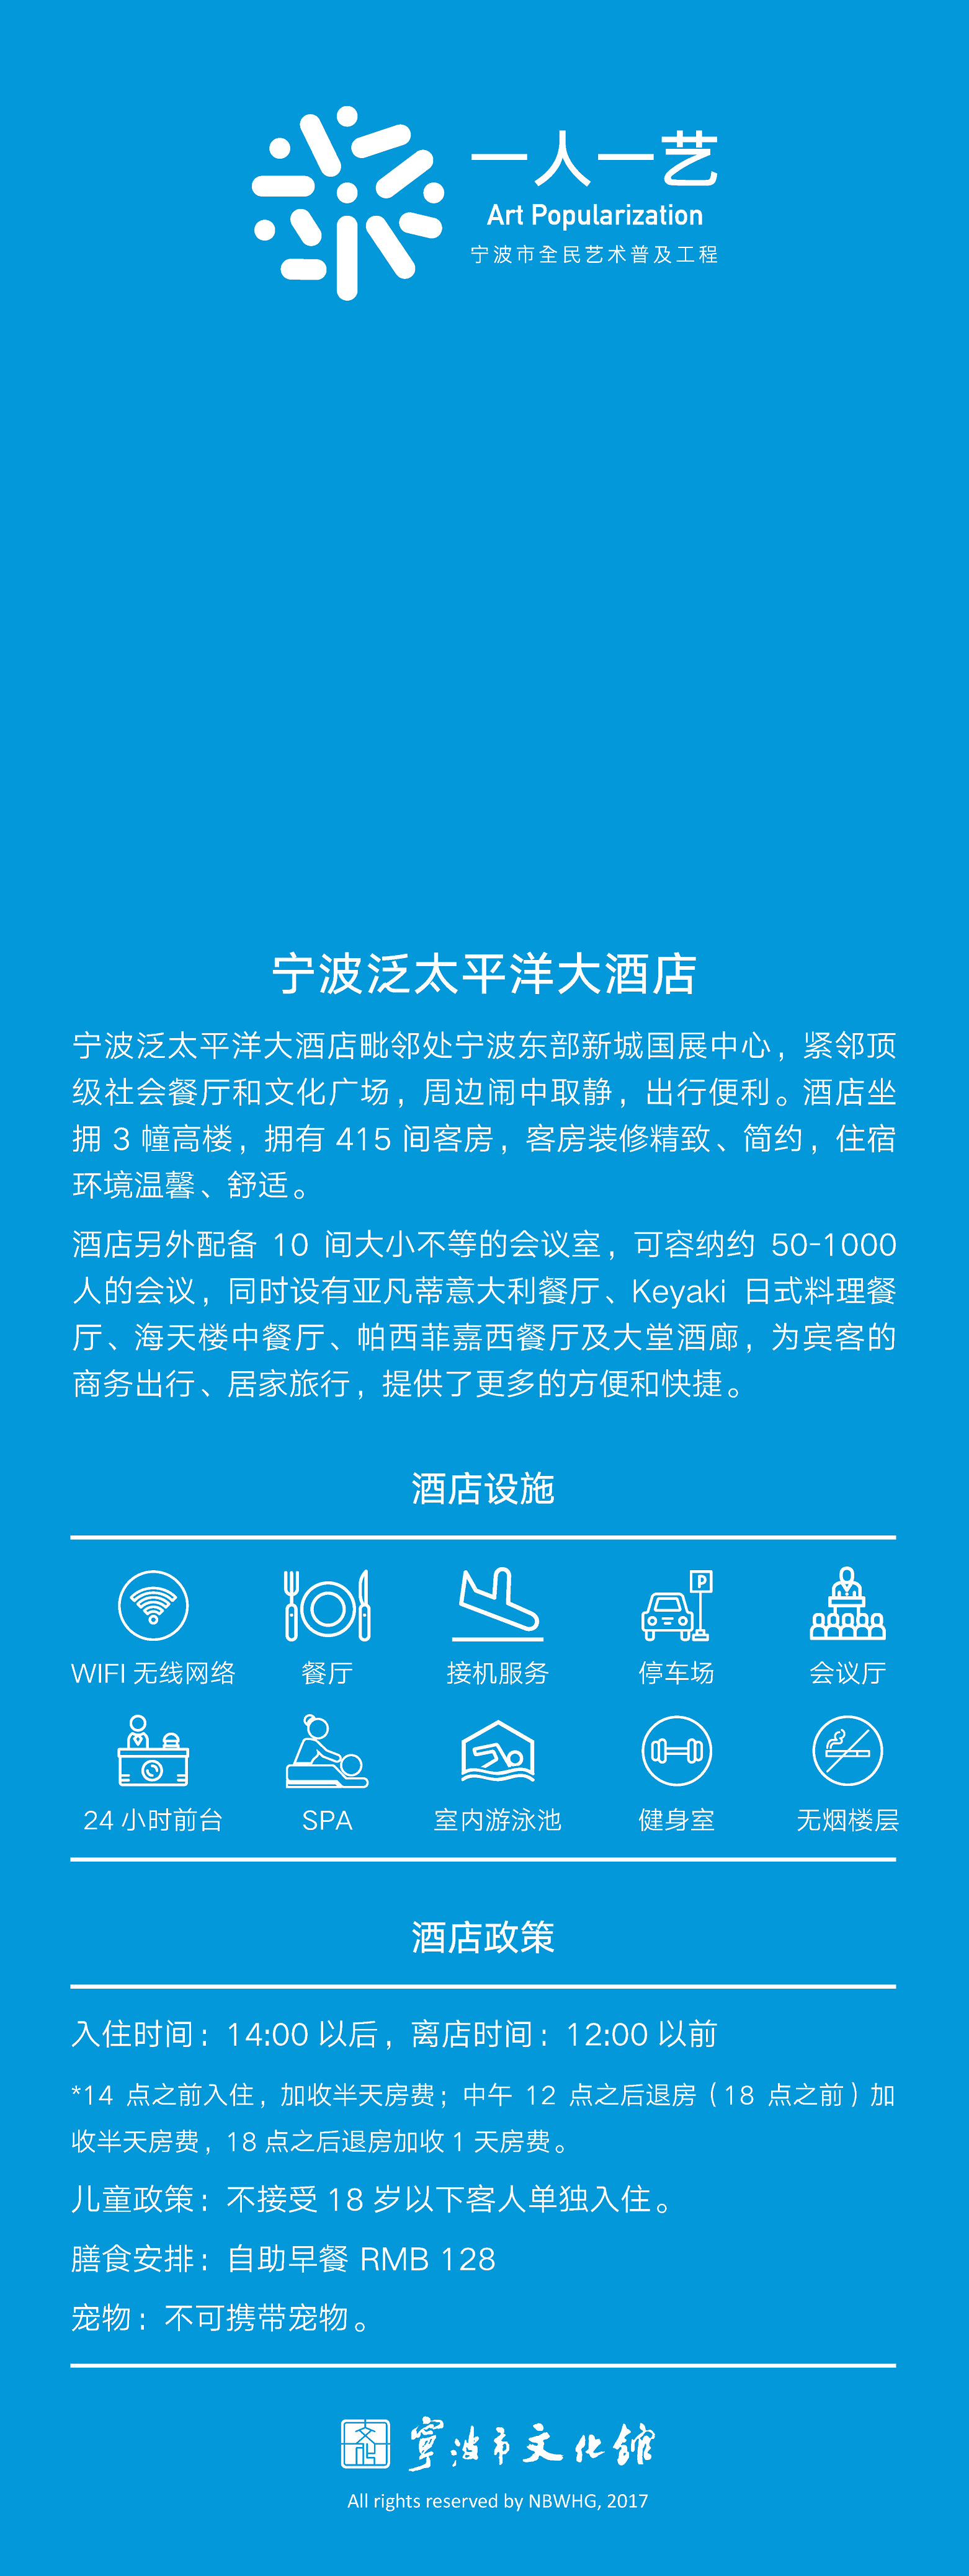 一人一艺
Art Popularization
宁波市全民艺术普及工程
宁波泛太平洋大酒店
宁波泛太平洋大酒店毗邻处宁波东部新城国展中心，紧邻顶
级社会餐厅和文化广场，周边闹中取静，出行便利。酒店坐
拥 3 幢高楼，拥有 415 间客房，客房装修精致、简约，住宿
环境温馨、舒适。
酒店另外配备 10 间大小不等的会议室，可容纳约 50-1000
人的会议，同时设有亚凡蒂意大利餐厅、Keyaki 日式料理餐
厅、海天楼中餐厅、帕西菲嘉西餐厅及大堂酒廊，为宾客的
商务出行、居家旅行，提供了更多的方便和快捷。
酒店设施
P
WIFI 无线网络 餐厅 接机服务 停车场 会议厅
24 小时前台 SPA 室内游泳池 健身室 无烟楼层
酒店政策
入住时间：14:00 以后，离店时间：12:00 以前
*14 点之前入住，加收半天房费；中午 12 点之后退房（18 点之前）加
收半天房费，18 点之后退房加收 1 天房费。
儿童政策：不接受 18 岁以下客人单独入住。
膳食安排：自助早餐 RMB 128
宠物：不可携带宠物。
宁波市文化馆
All rights reserved by NBWHG, 2017